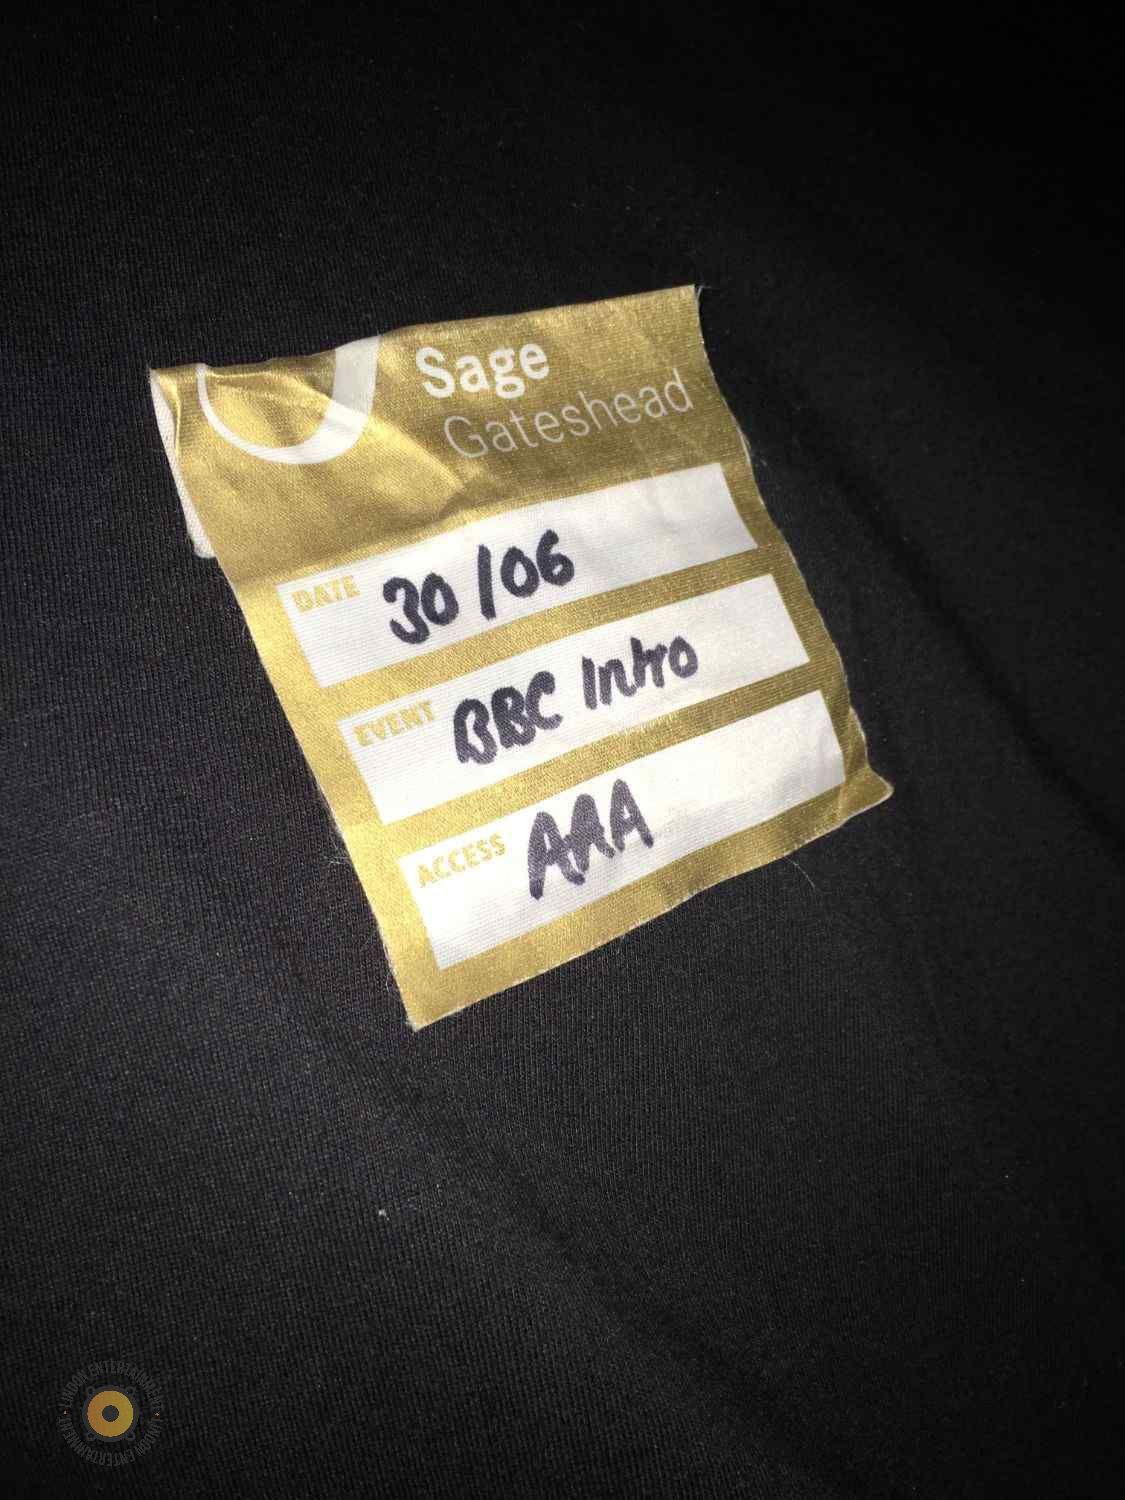 Sage
Gateshead
DATE 30/06
EVENT BBC Intro
ACCESS AAA